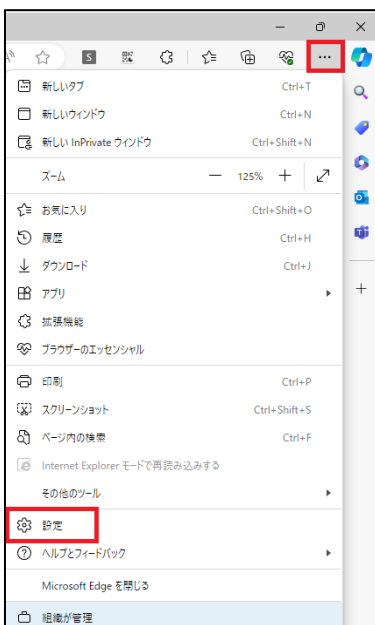 新しいタブ Ctrl+T
新しいウィンドウ Ctrl+N
新しい InPrivate ウィンドウ Ctrl+Shift+N
ズーム — 125% +
お気に入り Ctrl+Shift+O
履歴 Ctrl+H
ダウンロード Ctrl+J
アプリ
拡張機能
ブラウザーのエッセンシャル
印刷 Ctrl+P
スクリーンショット Ctrl+Shift+S
ページ内の検索 Ctrl+F
Internet Explorer モードで再読み込みする
その他のツール
設定
ヘルプとフィードバック
Microsoft Edge を閉じる
組織が管理